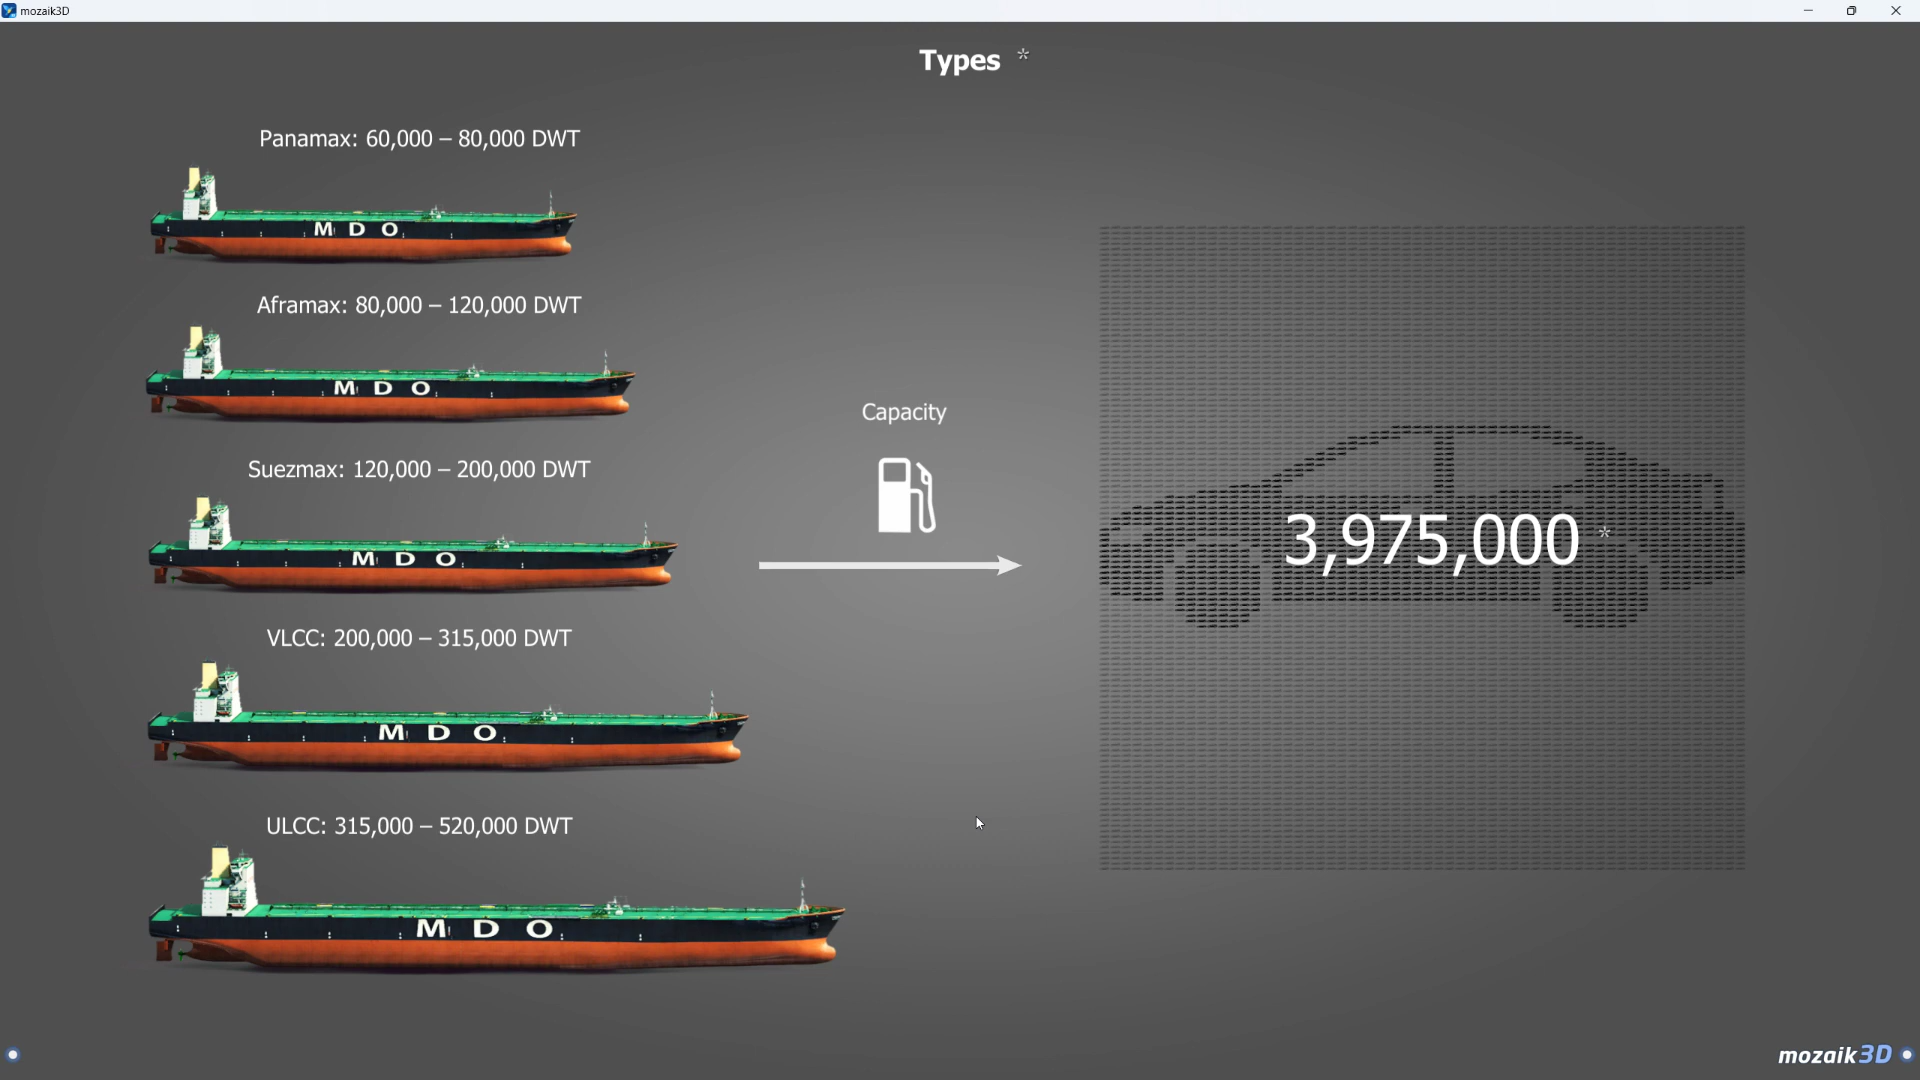 mozaik3D
Types *
Panamax: 60,000 – 80,000 DWT
M D O
Aframax: 80,000 – 120,000 DWT
M D O
Suezmax: 120,000 – 200,000 DWT
M D O
VLCC: 200,000 – 315,000 DWT
M D O
ULCC: 315,000 – 520,000 DWT
M D O
Capacity
3,975,000 *
mozaik3D